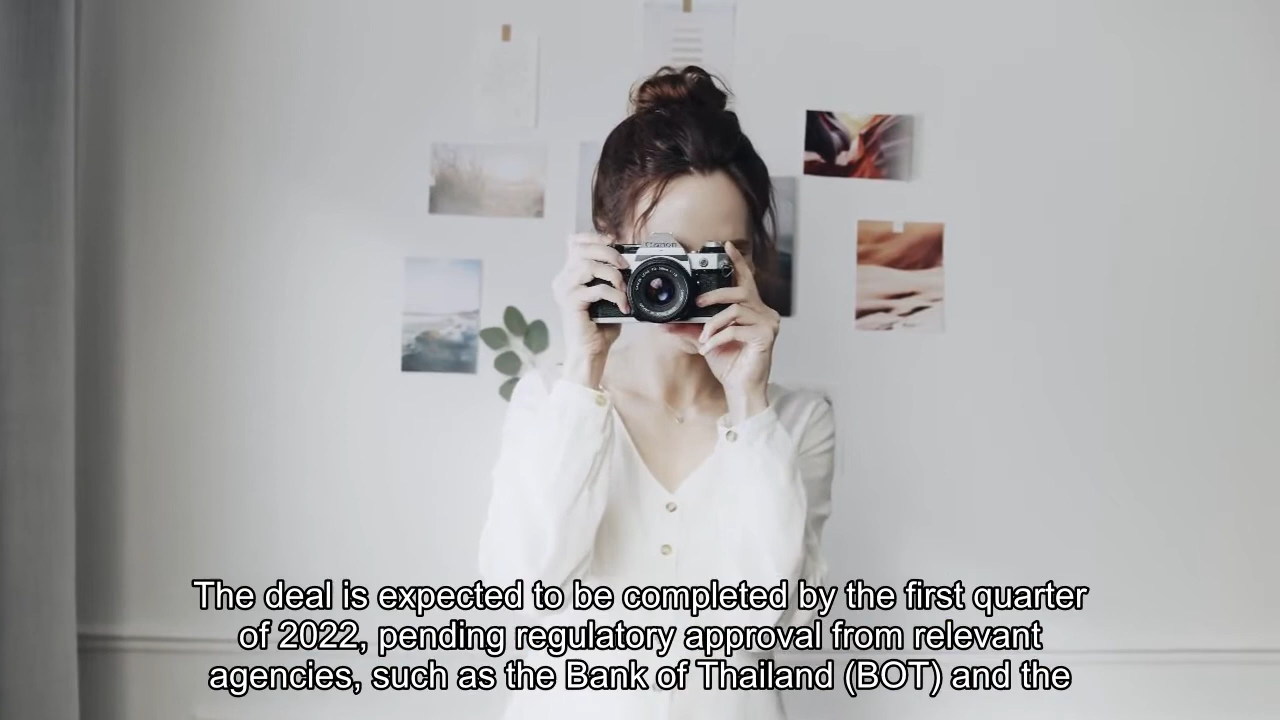 Canon
The deal is expected to be completed by the first quarter
of 2022, pending regulatory approval from relevant
agencies, such as the Bank of Thailand (BOT) and the